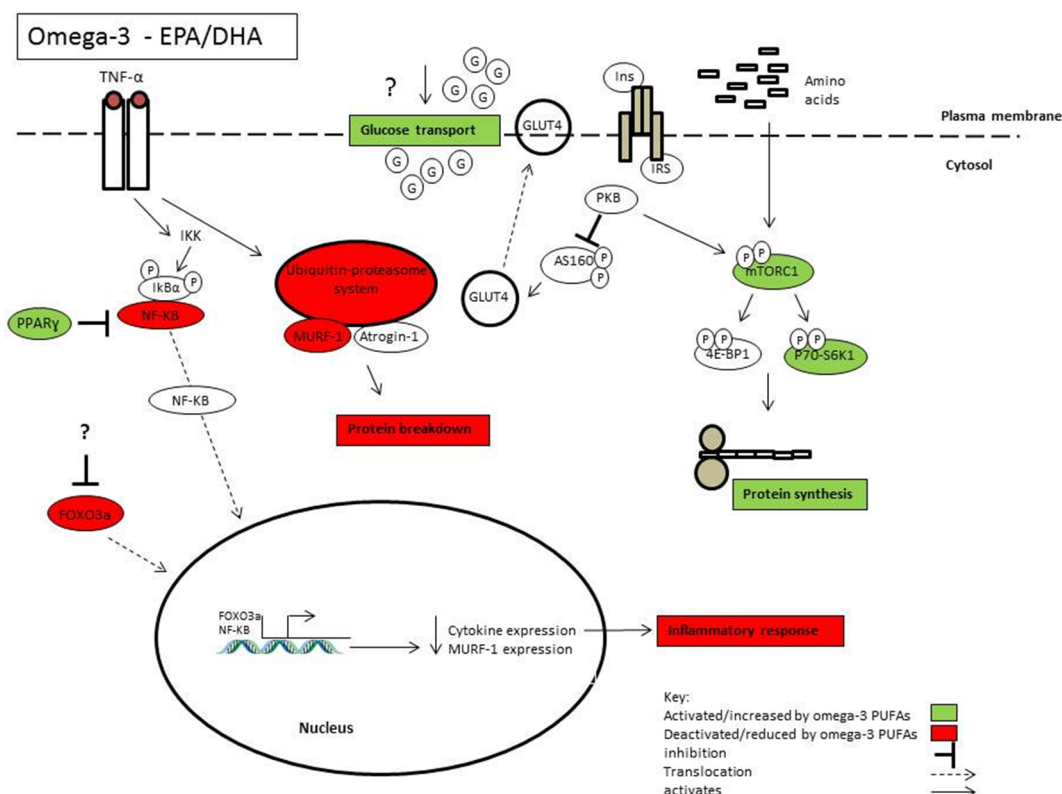 Omega-3 - EPA/DHA
TNF-α
?
G
G
G
G
Glucose transport
G
G
G
G
GLUT4
Ins
IRS
Amino
acids
Plasma membrane
Cytosol
IKK
P
P
IkBα
NF-KB
PPARɣ
Ubiquitin-proteasome
system
MURF-1
Atrogin-1
PKB
AS160
P
P
GLUT4
P
P
mTORC1
P
P
4E-BP1
P
P
P70-S6K1
NF-KB
Protein breakdown
?
FOXO3a
Protein synthesis
FOXO3a
NF-KB
Cytokine expression
MURF-1 expression
Inflammatory response
Nucleus
Key:
Activated/increased by omega-3 PUFAs
Deactivated/reduced by omega-3 PUFAs
inhibition
Translocation
activates